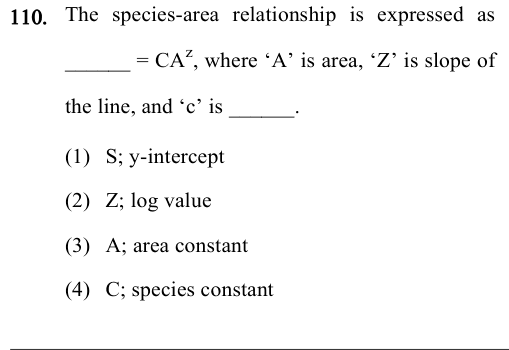 110. The species-area relationship is expressed as
______ = CA^Z, where ‘A’ is area, ‘Z’ is slope of
the line, and ‘c’ is ______.
(1) S; y-intercept
(2) Z; log value
(3) A; area constant
(4) C; species constant